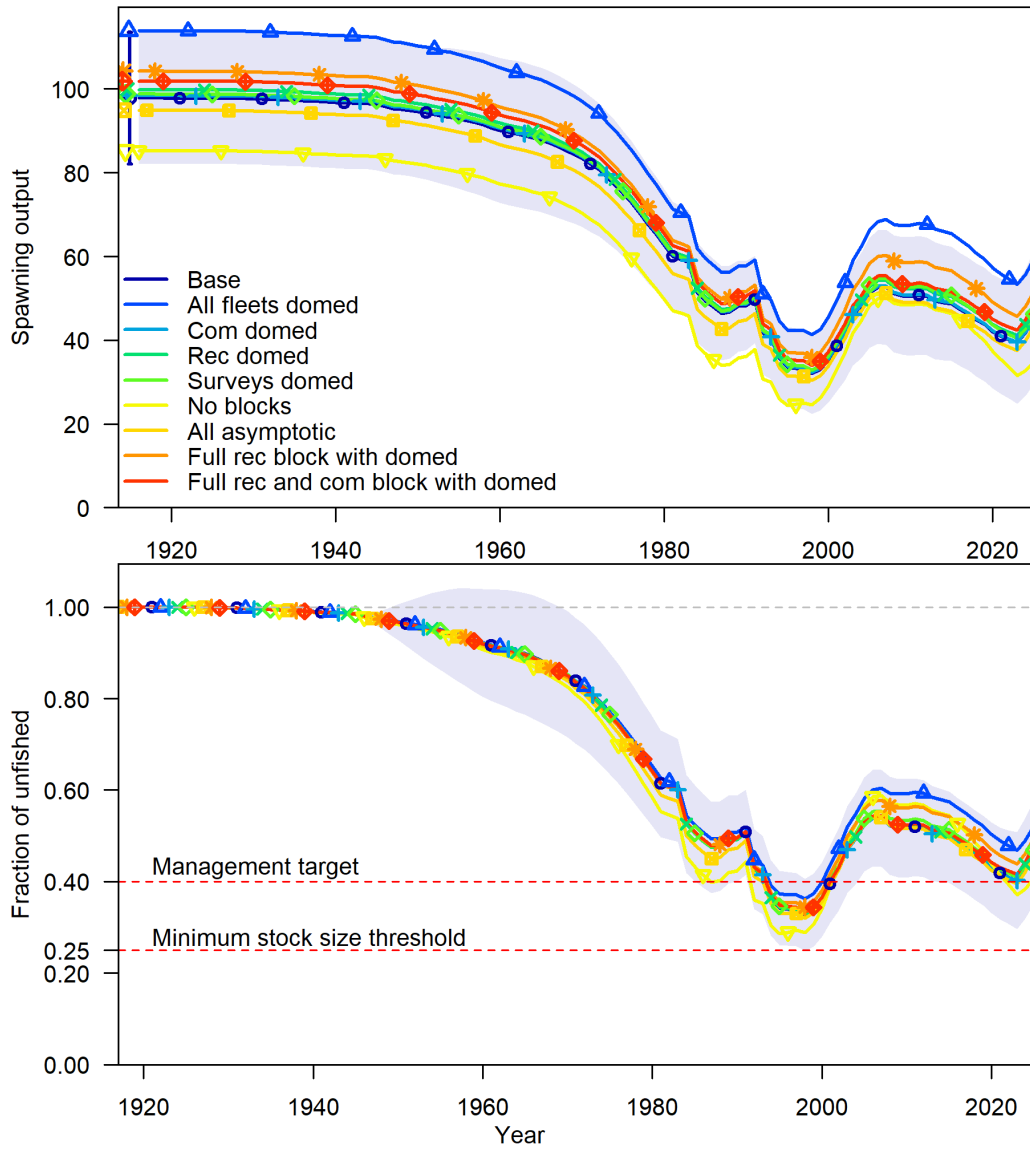 Spawning output
100
80
60
40
20
0
Base
All fleets domed
Com domed
Rec domed
Surveys domed
No blocks
All asymptotic
Full rec block with domed
Full rec and com block with domed
1920 1940 1960 1980 2000 2020
Fraction of unfished
1.00
0.80
0.60
0.40
0.25
0.20
0.00
Management target
Minimum stock size threshold
1920 1940 1960 1980 2000 2020
Year